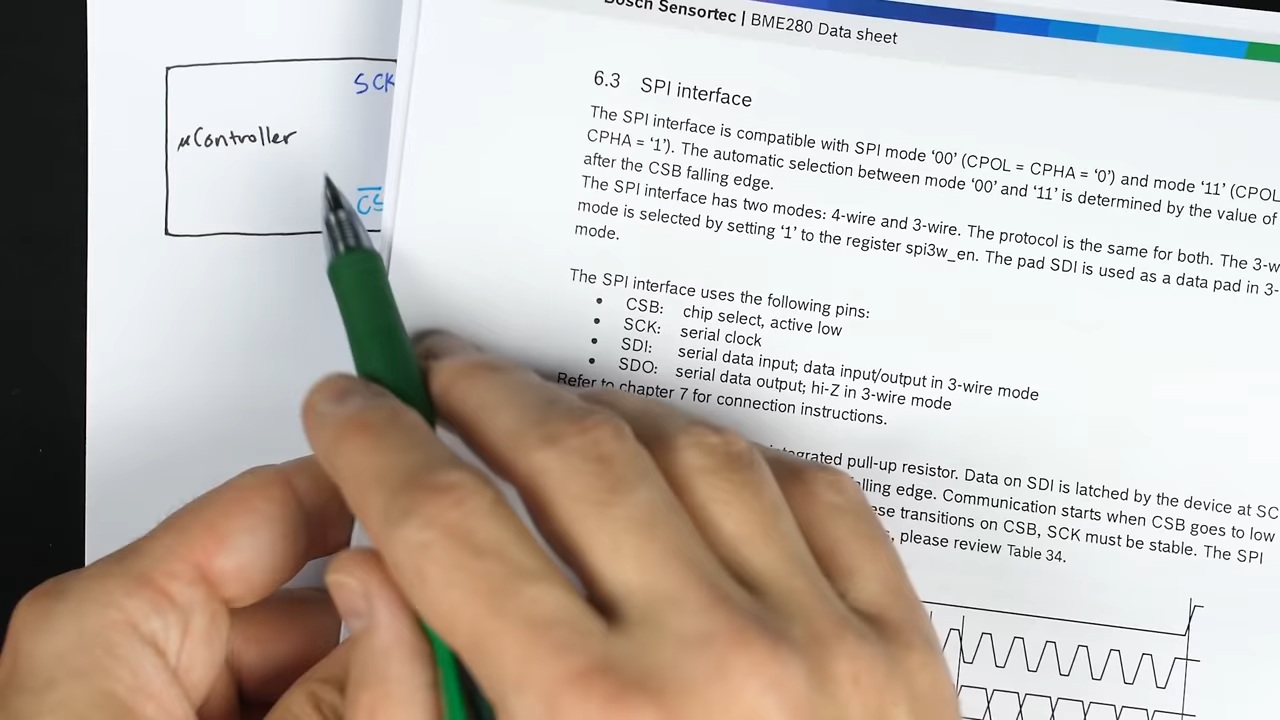 Bosch Sensortec | BME280 Data sheet
SCK
μController
CS
6.3 SPI interface
The SPI interface is compatible with SPI mode '00' (CPOL = CPHA = '0') and mode '11' (CPOL
CPHA = '1'). The automatic selection between mode '00' and '11' is determined by the value of
after the CSB falling edge.
The SPI interface has two modes: 4-wire and 3-wire. The protocol is the same for both. The 3-w
mode is selected by setting '1' to the register spi3w_en. The pad SDI is used as a data pad in 3-
mode.
The SPI interface uses the following pins:
• CSB: chip select, active low
• SCK: serial clock
• SDI: serial data input; data input/output in 3-wire mode
• SDO: serial data output; hi-Z in 3-wire mode
Refer to chapter 7 for connection instructions.
pull-up resistor. Data on SDI is latched by the device at SC
falling edge. Communication starts when CSB goes to low
these transitions on CSB, SCK must be stable. The SPI
, please review Table 34.